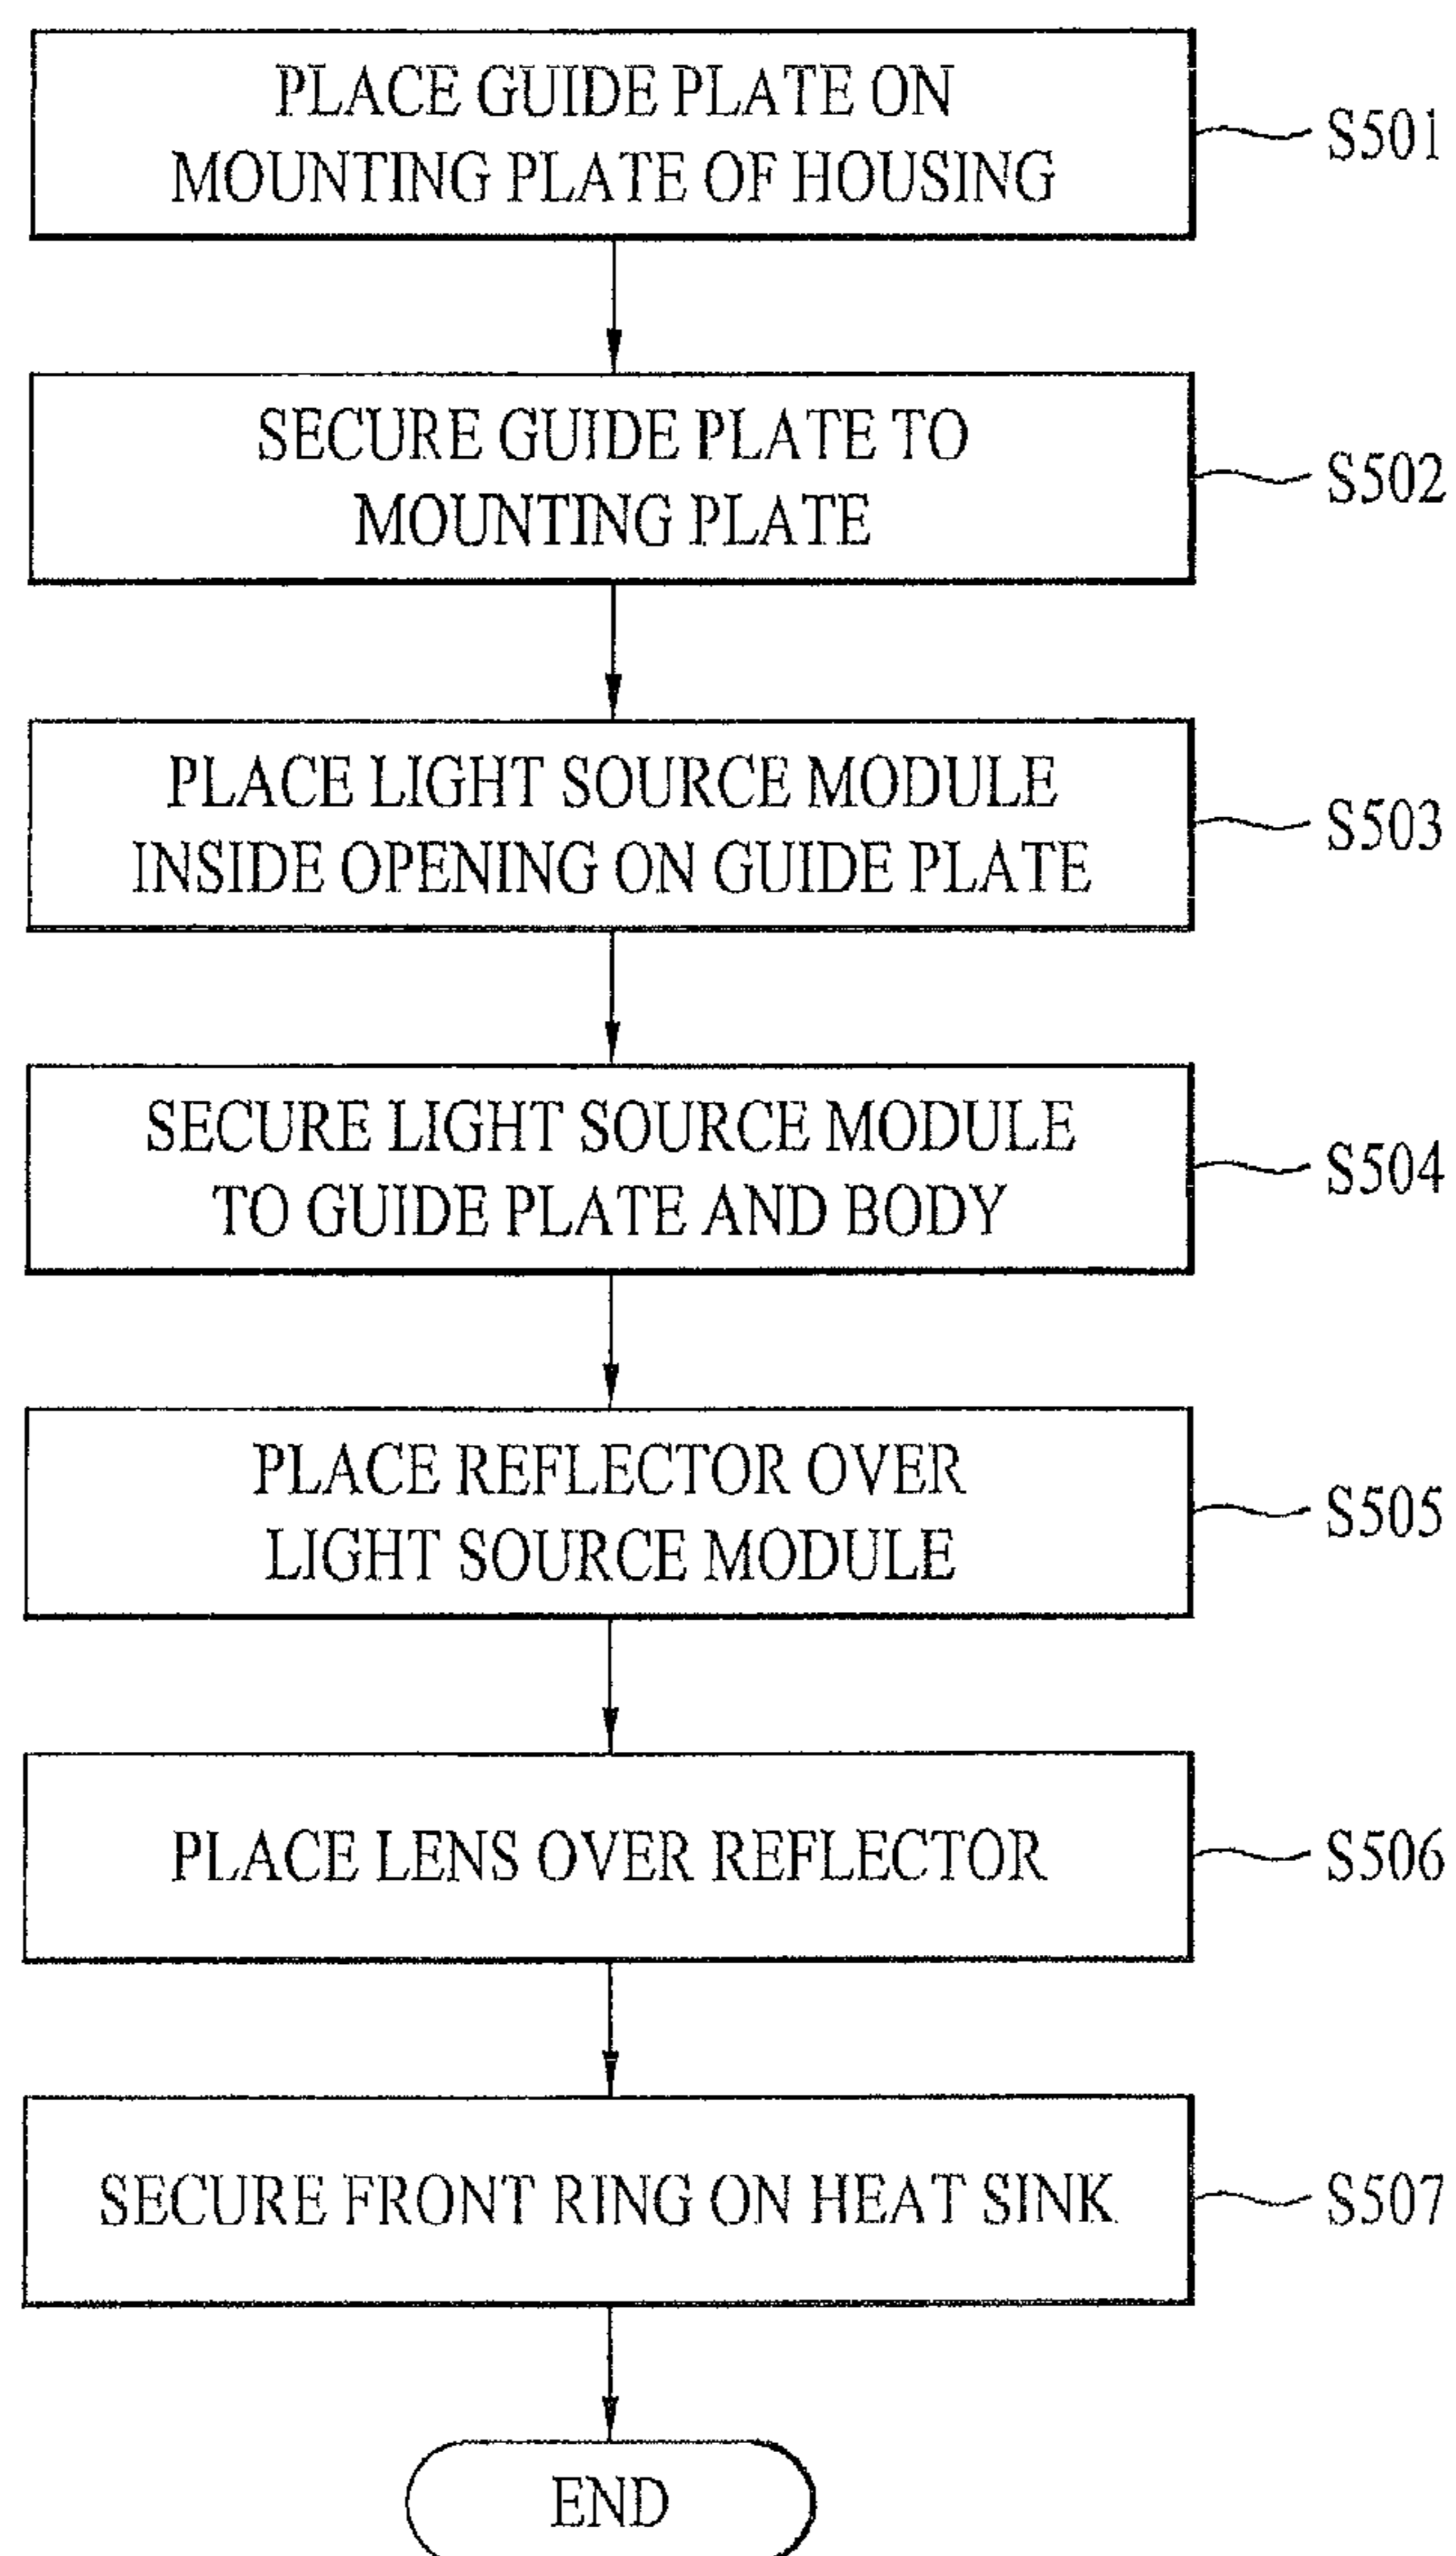 PLACE GUIDE PLATE ON
MOUNTING PLATE OF HOUSING
S501
SECURE GUIDE PLATE TO
MOUNTING PLATE
S502
PLACE LIGHT SOURCE MODULE
INSIDE OPENING ON GUIDE PLATE
S503
SECURE LIGHT SOURCE MODULE
TO GUIDE PLATE AND BODY
S504
PLACE REFLECTOR OVER
LIGHT SOURCE MODULE
S505
PLACE LENS OVER REFLECTOR
S506
SECURE FRONT RING ON HEAT SINK
S507
END